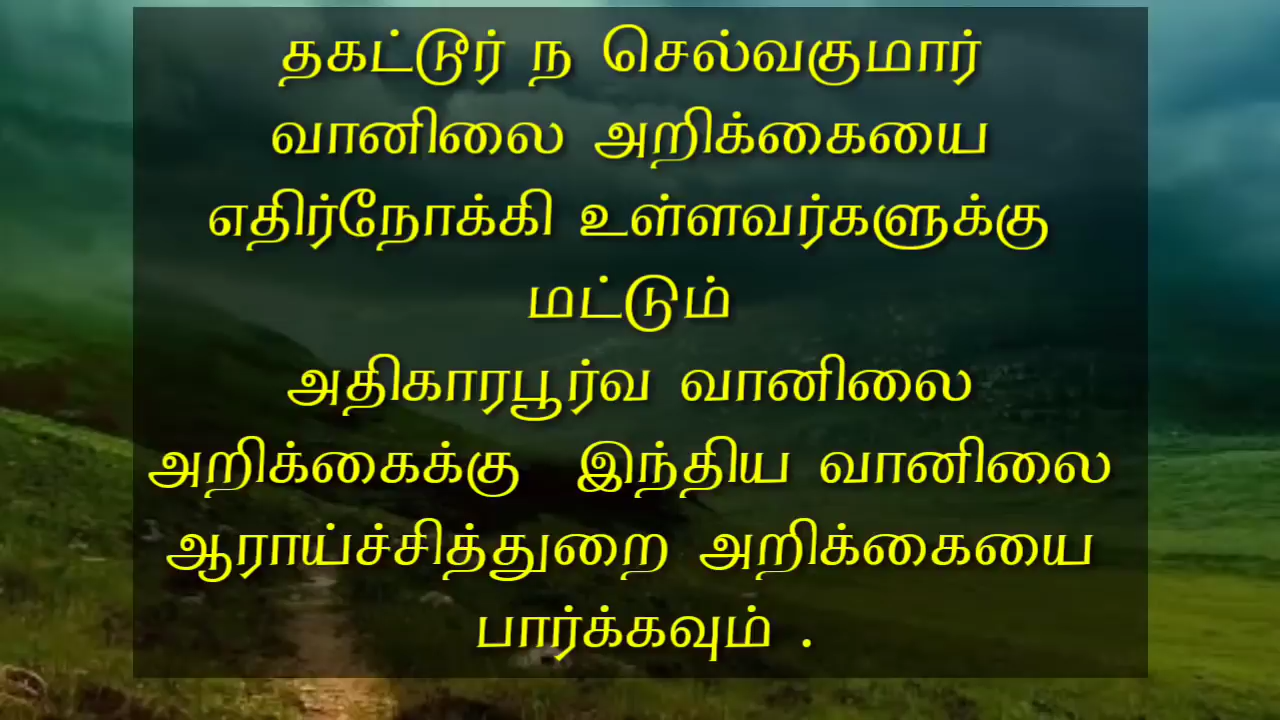 தகட்டூர் ந செல்வகுமார்
வானிலை அறிக்கையை
எதிர்நோக்கி உள்ளவர்களுக்கு
மட்டும்
அதிகாரபூர்வ வானிலை
அறிக்கைக்கு இந்திய வானிலை
ஆராய்ச்சித்துறை அறிக்கையை
பார்க்கவும் .